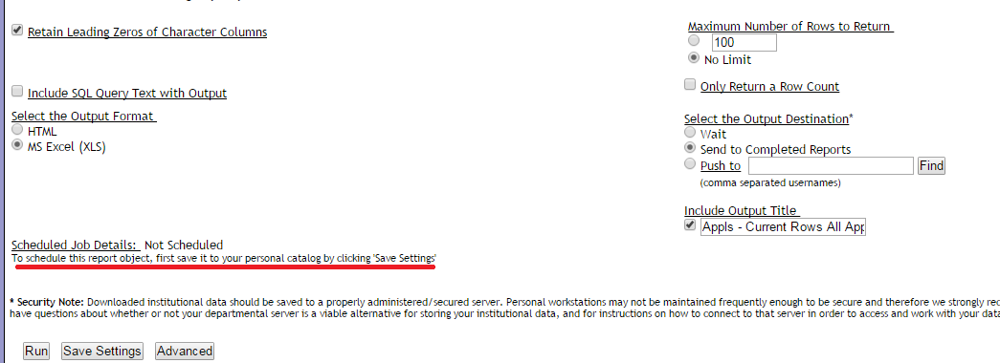 Retain Leading Zeros of Character Columns
Maximum Number of Rows to Return
100
No Limit
Include SQL Query Text with Output
Only Return a Row Count
Select the Output Format
HTML
MS Excel (XLS)
Select the Output Destination*
Wait
Send to Completed Reports
Push to Find
(comma separated usernames)
Include Output Title
Appls - Current Rows All App
Scheduled Job Details: Not Scheduled
To schedule this report object, first save it to your personal catalog by clicking 'Save Settings'
* Security Note: Downloaded institutional data should be saved to a properly administered/secured server. Personal workstations may not be maintained frequently enough to be secure and therefore we strongly
have questions about whether or not your departmental server is a viable alternative for storing your institutional data, and for instructions on how to connect to that server in order to access and work with your data
Run Save Settings Advanced